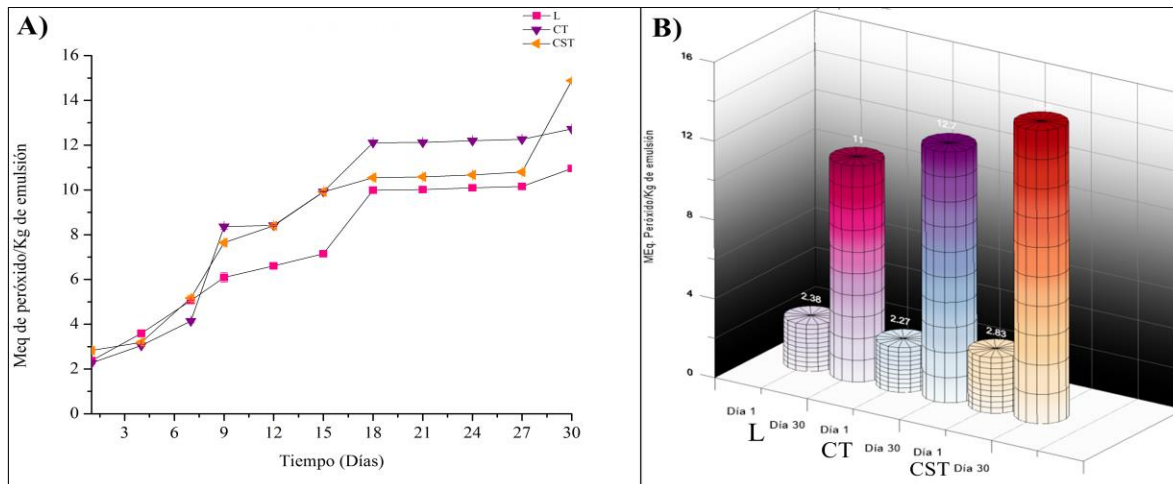 A)
L
CT
CST
16
14
12
10
8
6
4
2
0
Meq de peróxido/Kg de emulsión
3 6 9 12 15 18 21 24 27 30
Tiempo (Días)
B)
16
12
8
4
0
MEq. Peróxido/Kg de emulsión
2.38
11
2.27
12.7
2.83
Día 1
L Día 30
Día 1
CT Día 30
Día 1
CST Día 30